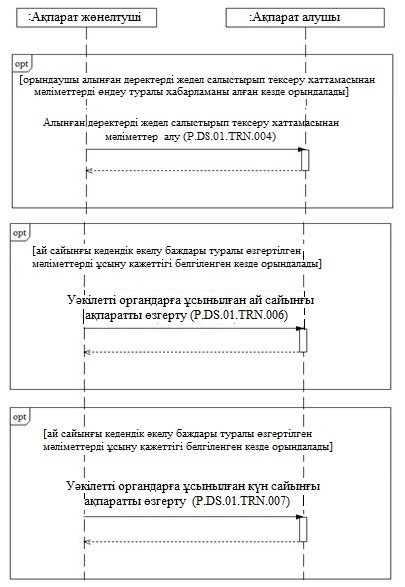 :Ақпарат жөнелтуші
:Ақпарат алушы
opt
[орындаушы алынған деректерді жедел салыстырып тексеру хаттамасынан
мәліметтерді өңдеу туралы хабарламаны алған кезде орындалады]
Алынған деректерді жедел салыстырып тексеру хаттамасынан
мәліметтер алу (P.DS.01.TRN.004)
opt
[ай сайынғы кедендік әкелу баждары туралы өзгертілген
мәліметтерді ұсыну қажеттігі белгіленген кезде орындалады]
Уәкілетті органдарға ұсынылған ай сайынғы
ақпаратты өзгерту (P.DS.01.TRN.006)
opt
[ай сайынғы кедендік әкелу баждары туралы өзгертілген
мәліметтерді ұсыну қажеттігі белгіленген кезде орындалады]
Уәкілетті органдарға ұсынылған күн сайынғы
ақпаратты өзгерту (P.DS.01.TRN.007)